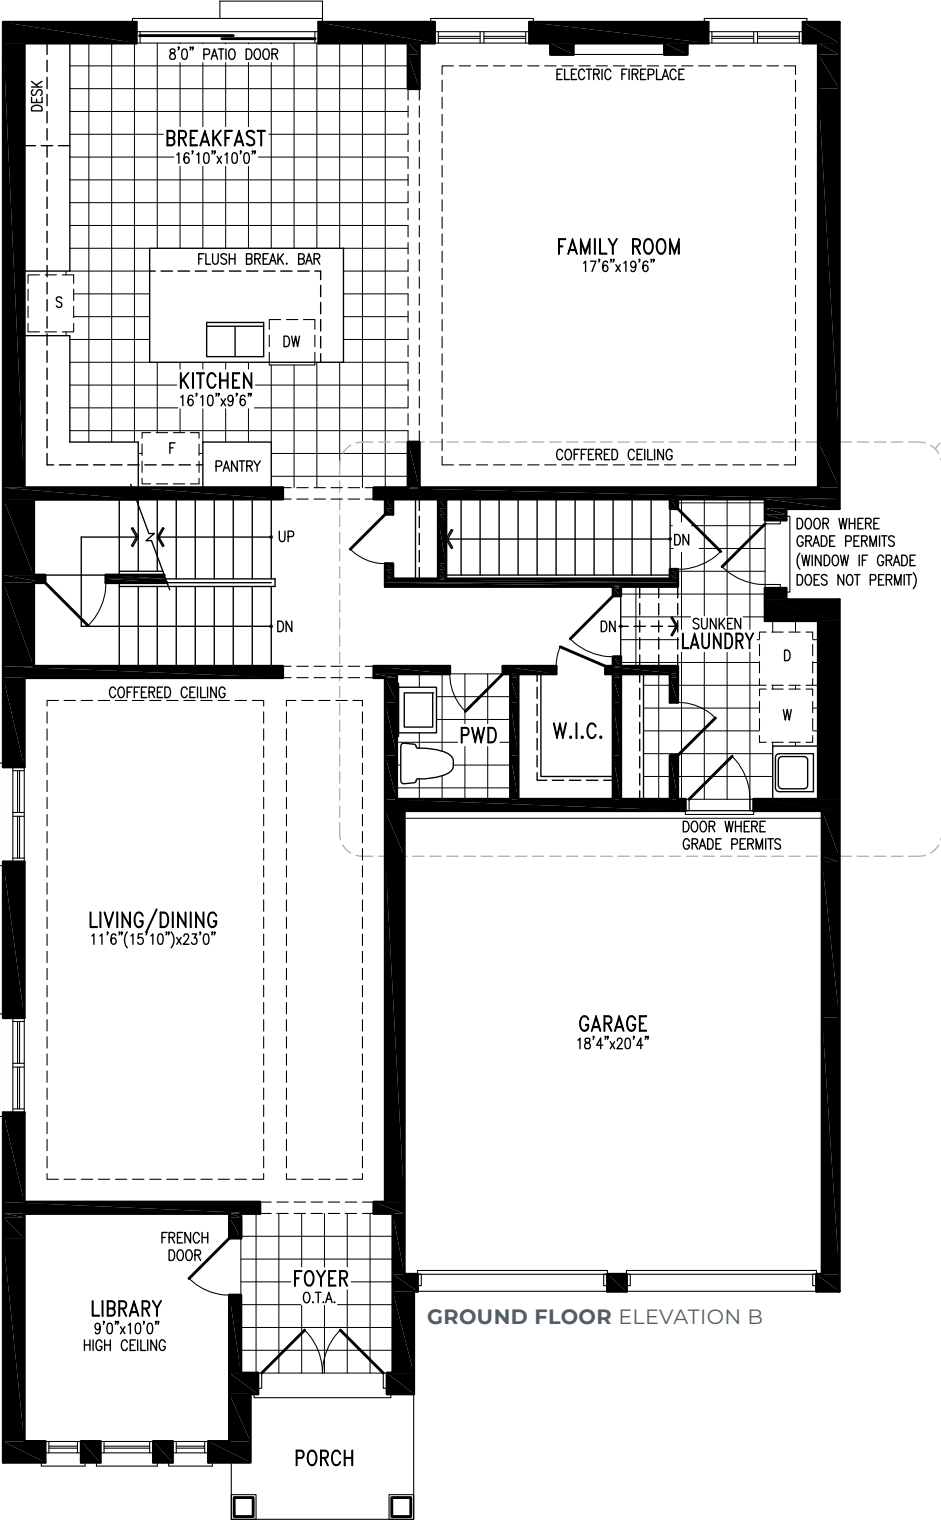 8'0" PATIO DOOR
DESK
ELECTRIC FIREPLACE
BREAKFAST
16'10"x10'0"
FAMILY ROOM
17'6"x19'6"
FLUSH BREAK. BAR
S
DW
KITCHEN
16'10"x9'6"
F
PANTRY
COFFERED CEILING
UP
DN
DOOR WHERE
GRADE PERMITS
(WINDOW IF GRADE
DOES NOT PERMIT)
DN
DN
SUNKEN
LAUNDRY
D
W
COFFERED CEILING
PWD
W.I.C.
DOOR WHERE
GRADE PERMITS
LIVING/DINING
11'6"(15'10")x23'0"
GARAGE
18'4"x20'4"
FRENCH
DOOR
FOYER
O.T.A.
LIBRARY
9'0"x10'0"
HIGH CEILING
GROUND FLOOR ELEVATION B
PORCH